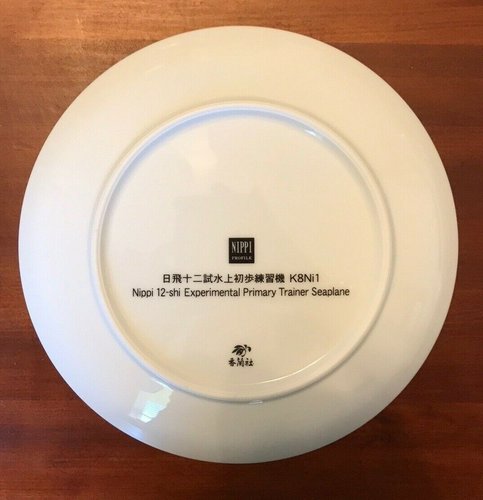 NIPPI
PROFILE
日飛十二試水上初歩練習機 K8Ni1
Nippi 12-shi Experimental Primary Trainer Seaplane
香蘭社